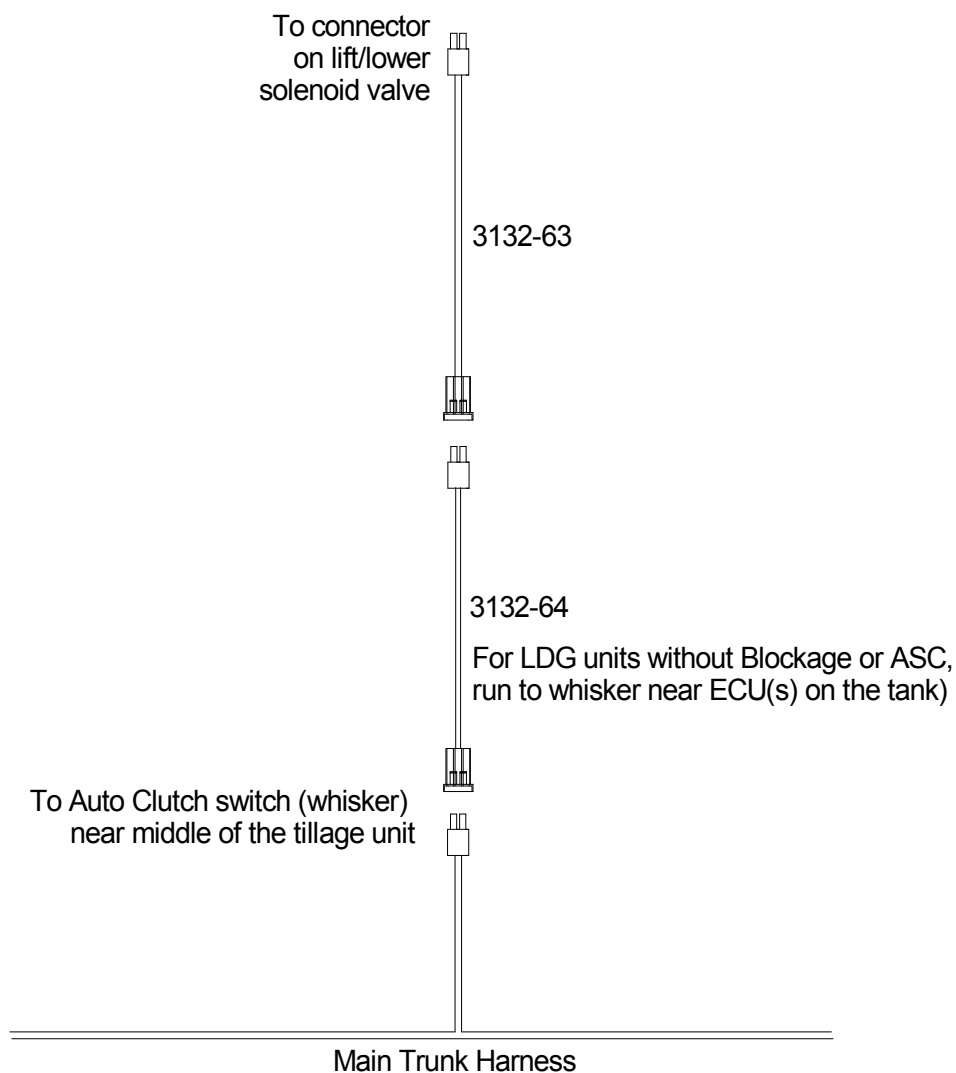 To connector
on lift/lower
solenoid valve
3132-63
3132-64
For LDG units without Blockage or ASC,
run to whisker near ECU(s) on the tank)
To Auto Clutch switch (whisker)
near middle of the tillage unit
Main Trunk Harness